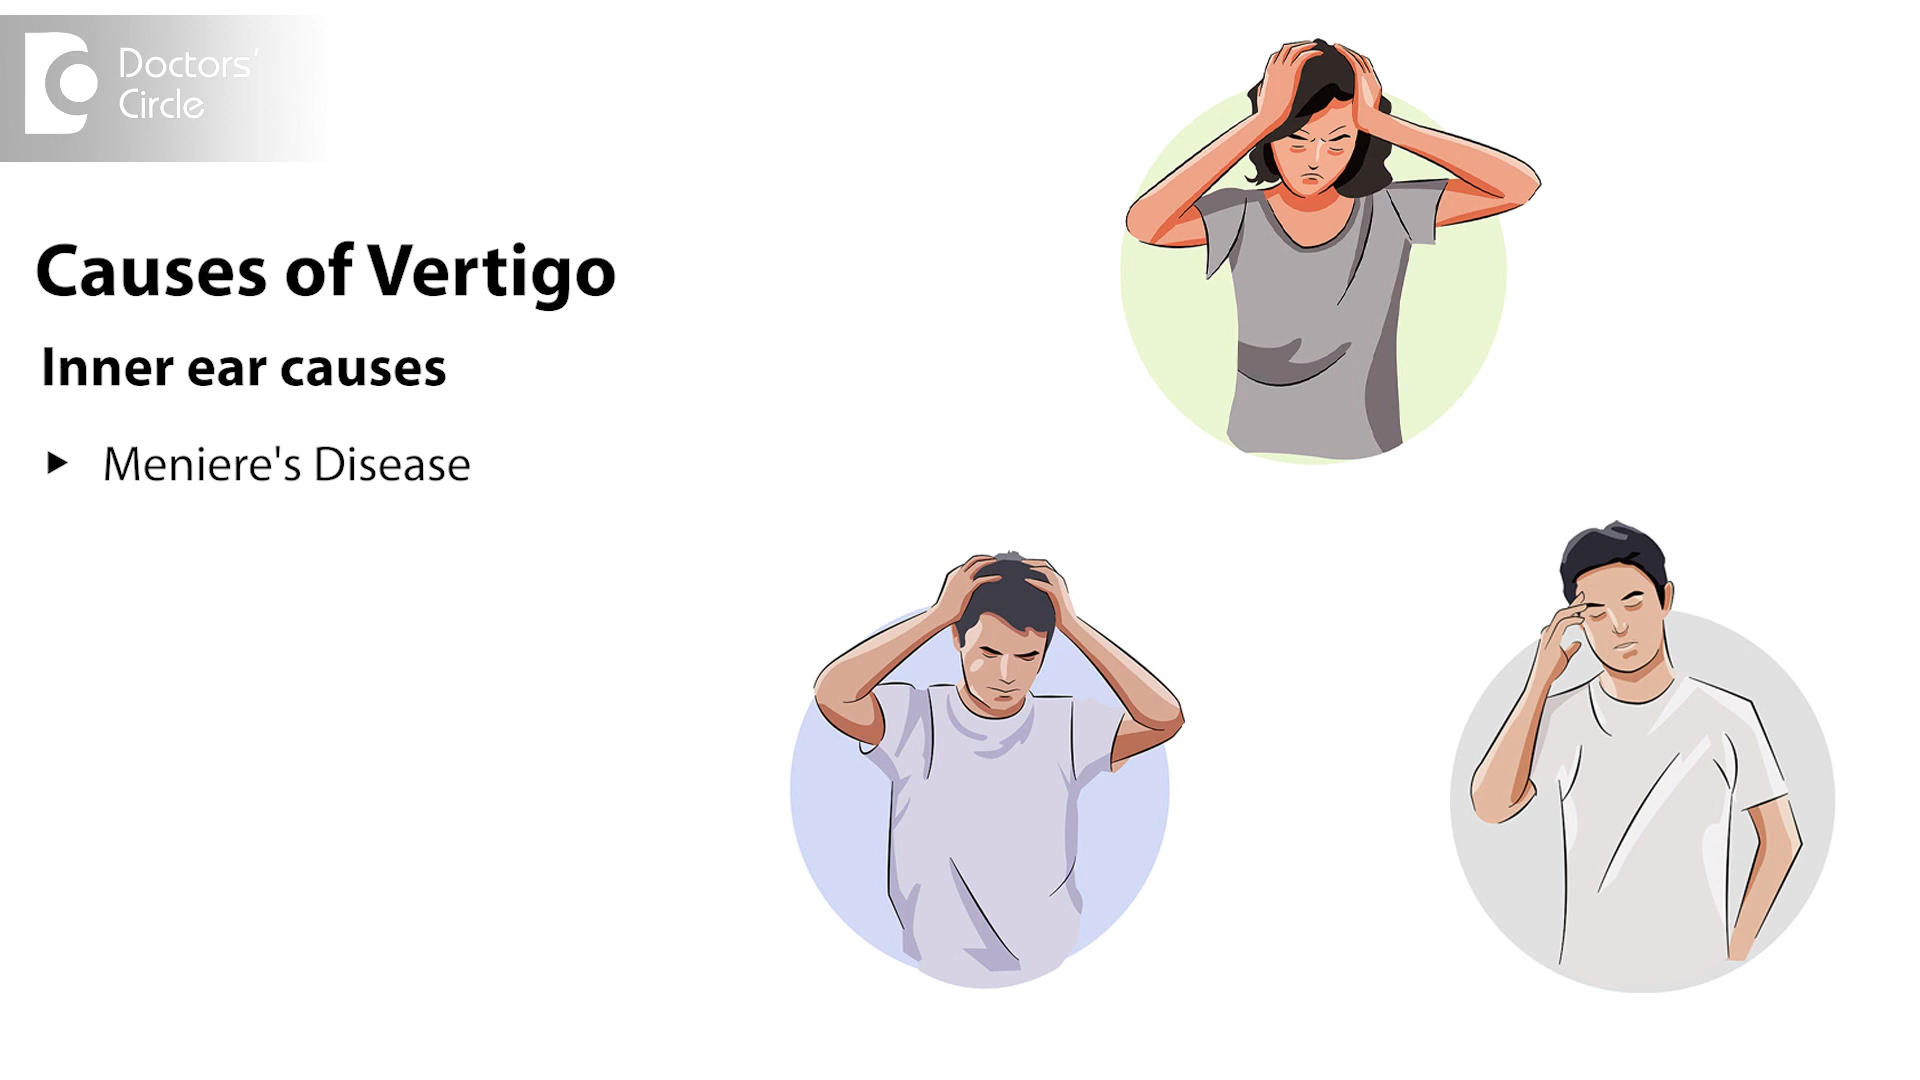 Doctors'
Circle
Causes of Vertigo
Inner ear causes
Meniere's Disease